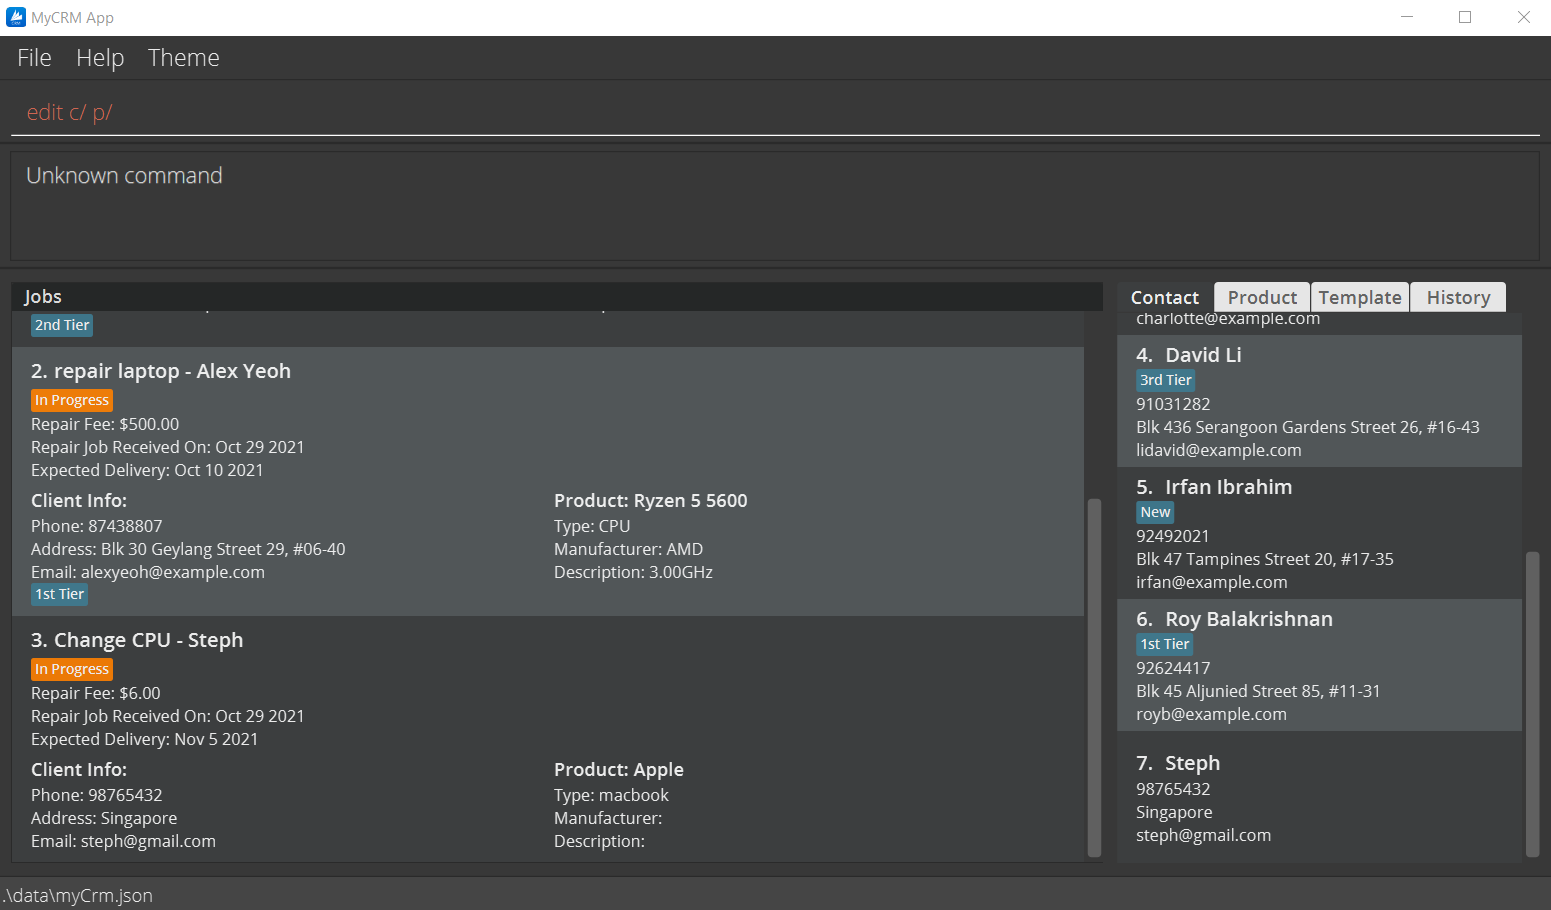 MyCRM App
File Help Theme
edit c/ p/
Unknown command
Jobs
2nd Tier
2. repair laptop - Alex Yeoh
In Progress
Repair Fee: $500.00
Repair Job Received On: Oct 29 2021
Expected Delivery: Oct 10 2021
Client Info:
Phone: 87438807
Address: Blk 30 Geylang Street 29, #06-40
Email: alexyeoh@example.com
1st Tier
Product: Ryzen 5 5600
Type: CPU
Manufacturer: AMD
Description: 3.00GHz
3. Change CPU - Steph
In Progress
Repair Fee: $6.00
Repair Job Received On: Oct 29 2021
Expected Delivery: Nov 5 2021
Client Info:
Phone: 98765432
Address: Singapore
Email: steph@gmail.com
Product: Apple
Type: macbook
Manufacturer:
Description:
Contact Product Template History
charlotte@example.com
4. David Li
3rd Tier
91031282
Blk 436 Serangoon Gardens Street 26, #16-43
lidavid@example.com
5. Irfan Ibrahim
New
92492021
Blk 47 Tampines Street 20, #17-35
irfan@example.com
6. Roy Balakrishnan
1st Tier
92624417
Blk 45 Aljunied Street 85, #11-31
royb@example.com
7. Steph
98765432
Singapore
steph@gmail.com
.\data\myCrm.json